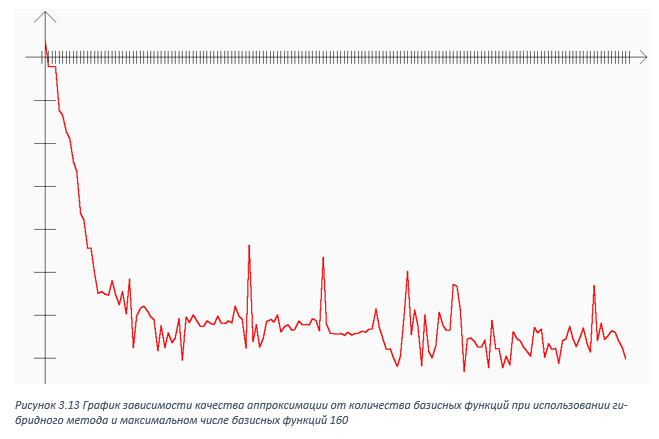 Рисунок 3.13 График зависимости качества аппроксимации от количества базисных функций при использовании ги-
бридного метода и максимальном числе базисных функций 160